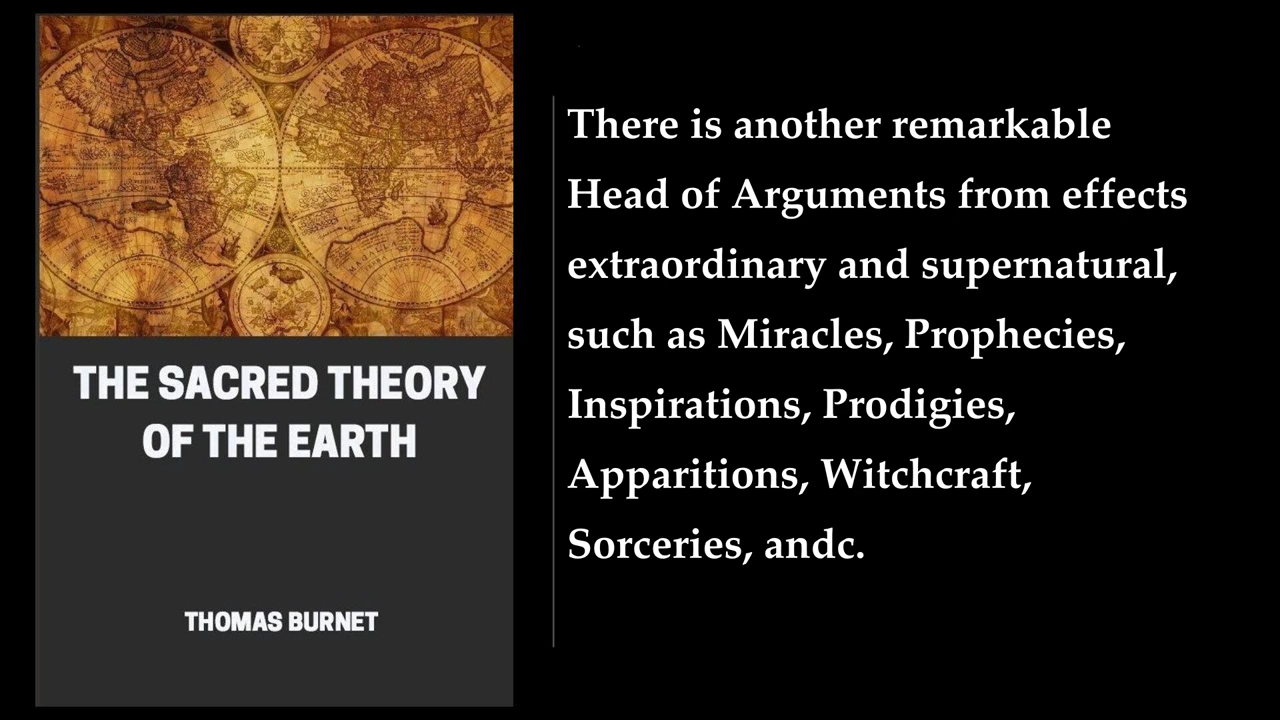 THE SACRED THEORY
OF THE EARTH
THOMAS BURNET
There is another remarkable
Head of Arguments from effects
extraordinary and supernatural,
such as Miracles, Prophecies,
Inspirations, Prodigies,
Apparitions, Witchcraft,
Sorceries, andc.